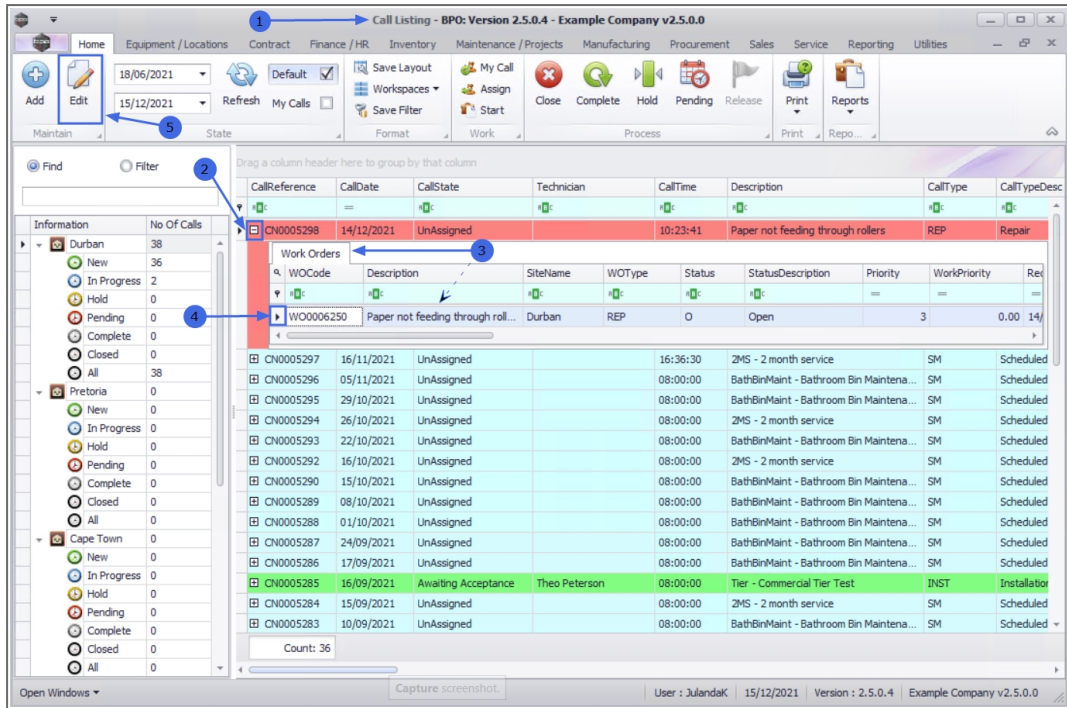 1 Call Listing - BPO: Version 2.5.0.4 - Example Company v2.5.0.0
Home Equipment / Locations Contract Finance / HR Inventory Maintenance / Projects Manufacturing Procurement Sales Service Reporting Utilities
18/06/2021 Default Save Layout My Call
Workspaces Assign
Add Edit 15/12/2021 Refresh My Calls Save Filter Start Close Complete Hold Pending Release Print Reports
Maintain 5 State Format Work Process Print Repo...
Find Filter 2
Drag a column header here to group by that column
CallReference CallDate CallState Technician CallTime Description CallType CallTypeDesc
Information No Of Calls
CN0005298 14/12/2021 UnAssigned 10:23:41 Paper not feeding through rollers REP Repair
Durban 38
New 36
In Progress 2
Hold 0
Pending 0
Complete 0
Closed 0
All 38
Pretoria 0
New 0
In Progress 0
Hold 0
Pending 0
Complete 0
Closed 0
All 0
Cape Town 0
New 0
In Progress 0
Hold 0
Pending 0
Complete 0
Closed 0
All 0
Work Orders 3
WOCode Description SiteName WOType Status StatusDescription Priority WorkPriority Rec
4 WO0006250 Paper not feeding through roll... Durban REP O Open 3 0.00 14/
CN0005297 16/11/2021 UnAssigned 16:36:30 2MS - 2 month service SM Scheduled
CN0005296 05/11/2021 UnAssigned 08:00:00 BathBinMaint - Bathroom Bin Maintena... SM Scheduled
CN0005295 29/10/2021 UnAssigned 08:00:00 BathBinMaint - Bathroom Bin Maintena... SM Scheduled
CN0005294 26/10/2021 UnAssigned 08:00:00 2MS - 2 month service SM Scheduled
CN0005293 22/10/2021 UnAssigned 08:00:00 BathBinMaint - Bathroom Bin Maintena... SM Scheduled
CN0005292 16/10/2021 UnAssigned 08:00:00 2MS - 2 month service SM Scheduled
CN0005290 15/10/2021 UnAssigned 08:00:00 BathBinMaint - Bathroom Bin Maintena... SM Scheduled
CN0005289 08/10/2021 UnAssigned 08:00:00 BathBinMaint - Bathroom Bin Maintena... SM Scheduled
CN0005288 01/10/2021 UnAssigned 08:00:00 BathBinMaint - Bathroom Bin Maintena... SM Scheduled
CN0005287 24/09/2021 UnAssigned 08:00:00 BathBinMaint - Bathroom Bin Maintena... SM Scheduled
CN0005286 17/09/2021 UnAssigned 08:00:00 BathBinMaint - Bathroom Bin Maintena... SM Scheduled
CN0005285 16/09/2021 Awaiting Acceptance Theo Peterson 08:00:00 Tier - Commercial Tier Test INST Installation
CN0005284 15/09/2021 UnAssigned 08:00:00 2MS - 2 month service SM Scheduled
CN0005283 10/09/2021 UnAssigned 08:00:00 BathBinMaint - Bathroom Bin Maintena... SM Scheduled
Count: 36
Open Windows Capture screenshot. User : JulandaK 15/12/2021 Version : 2.5.0.4 Example Company v2.5.0.0